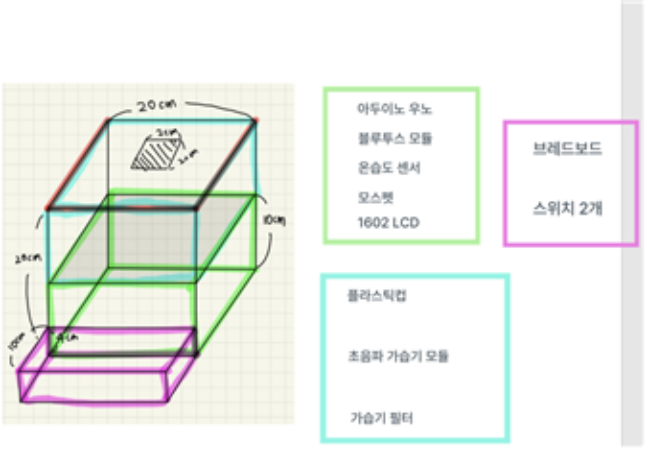 20cm
2cm
2cm
10cm
20cm
10cm
4cm
아두이노 우노
블루투스 모듈
온습도 센서
모스펫
1602 LCD
브레드보드
스위치 2개
플라스틱컵
초음파 가습기 모듈
가습기 필터